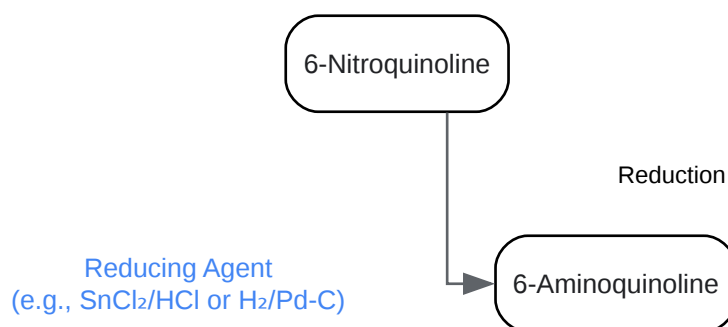 6-Nitroquinoline
Reduction
6-Aminoquinoline
Reducing Agent
(e.g., SnCl₂/HCl or H₂/Pd-C)